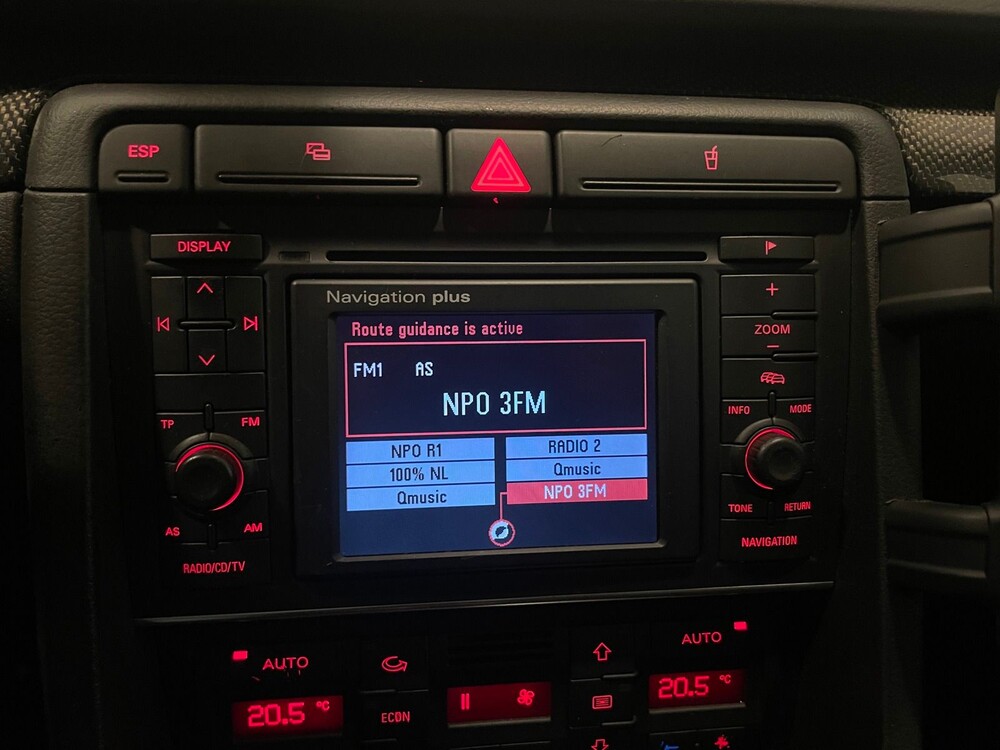 ESP
DISPLAY
Navigation plus
Route guidance is active
FM1 AS
NPO 3FM
NPO R1
100% NL
Qmusic
RADIO 2
Qmusic
NPO 3FM
TP FM
AS AM
RADIO/CD/TV
+
ZOOM
−
INFO MODE
TONE RETURN
NAVIGATION
AUTO
20.5 °C
ECON
AUTO
20.5 °C